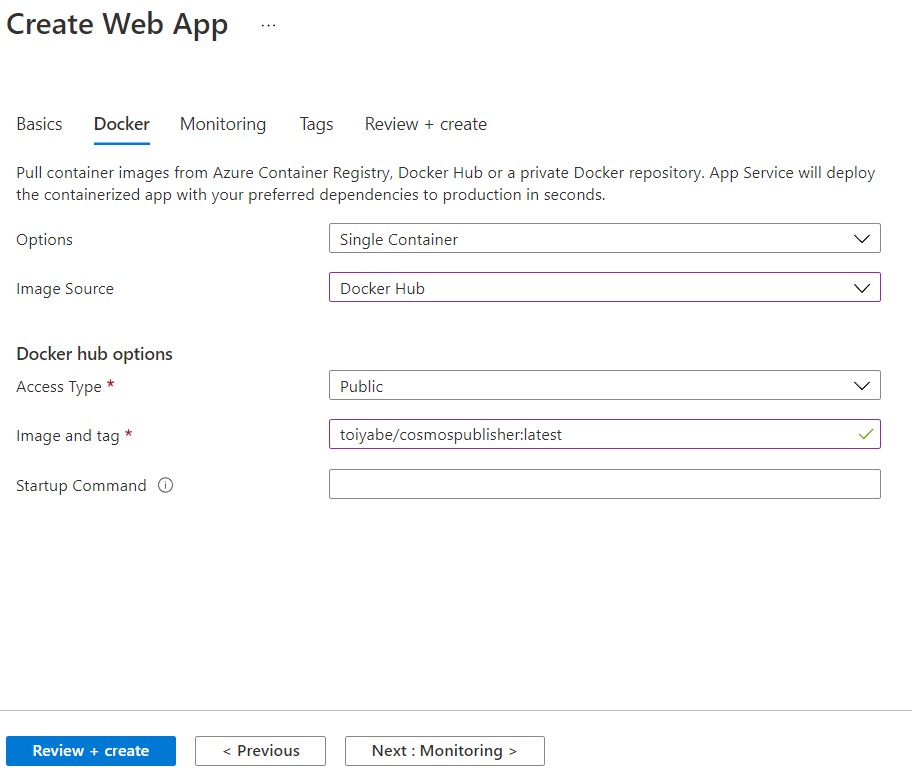 Create Web App ...
Basics Docker Monitoring Tags Review + create
Pull container images from Azure Container Registry, Docker Hub or a private Docker repository. App Service will deploy
the containerized app with your preferred dependencies to production in seconds.
Options Single Container
Image Source Docker Hub
Docker hub options
Access Type * Public
Image and tag * toiyabe/cosmospublisher:latest
Startup Command
Review + create < Previous Next : Monitoring >